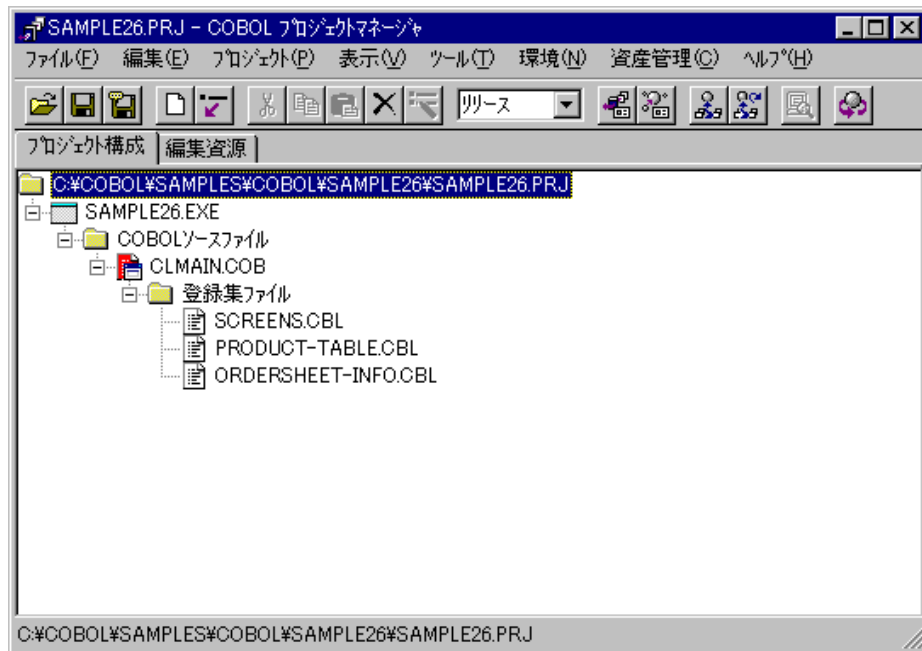 SAMPLE26.PRJ - COBOL プロジェクトマネージャ
ファイル(F) 編集(E) プロジェクト(P) 表示(V) ツール(T) 環境(N) 資産管理(C) ヘルプ(H)
リリース
プロジェクト構成 編集資源
C:¥COBOL¥SAMPLES¥COBOL¥SAMPLE26¥SAMPLE26.PRJ
SAMPLE26.EXE
COBOLソースファイル
CLMAIN.COB
登録集ファイル
SCREENS.CBL
PRODUCT-TABLE.CBL
ORDERSHEET-INFO.CBL
C:¥COBOL¥SAMPLES¥COBOL¥SAMPLE26¥SAMPLE26.PRJ